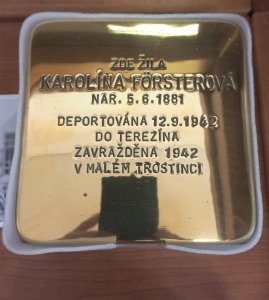 ZDE ŽILA
KAROLÍNA FÖRSTEROVÁ
NAR. 5.6.1881
DEPORTOVÁNA 12.9.1942
DO TEREZÍNA
ZAVRAŽDĚNA 1942
V MALÉM TROSTINCI